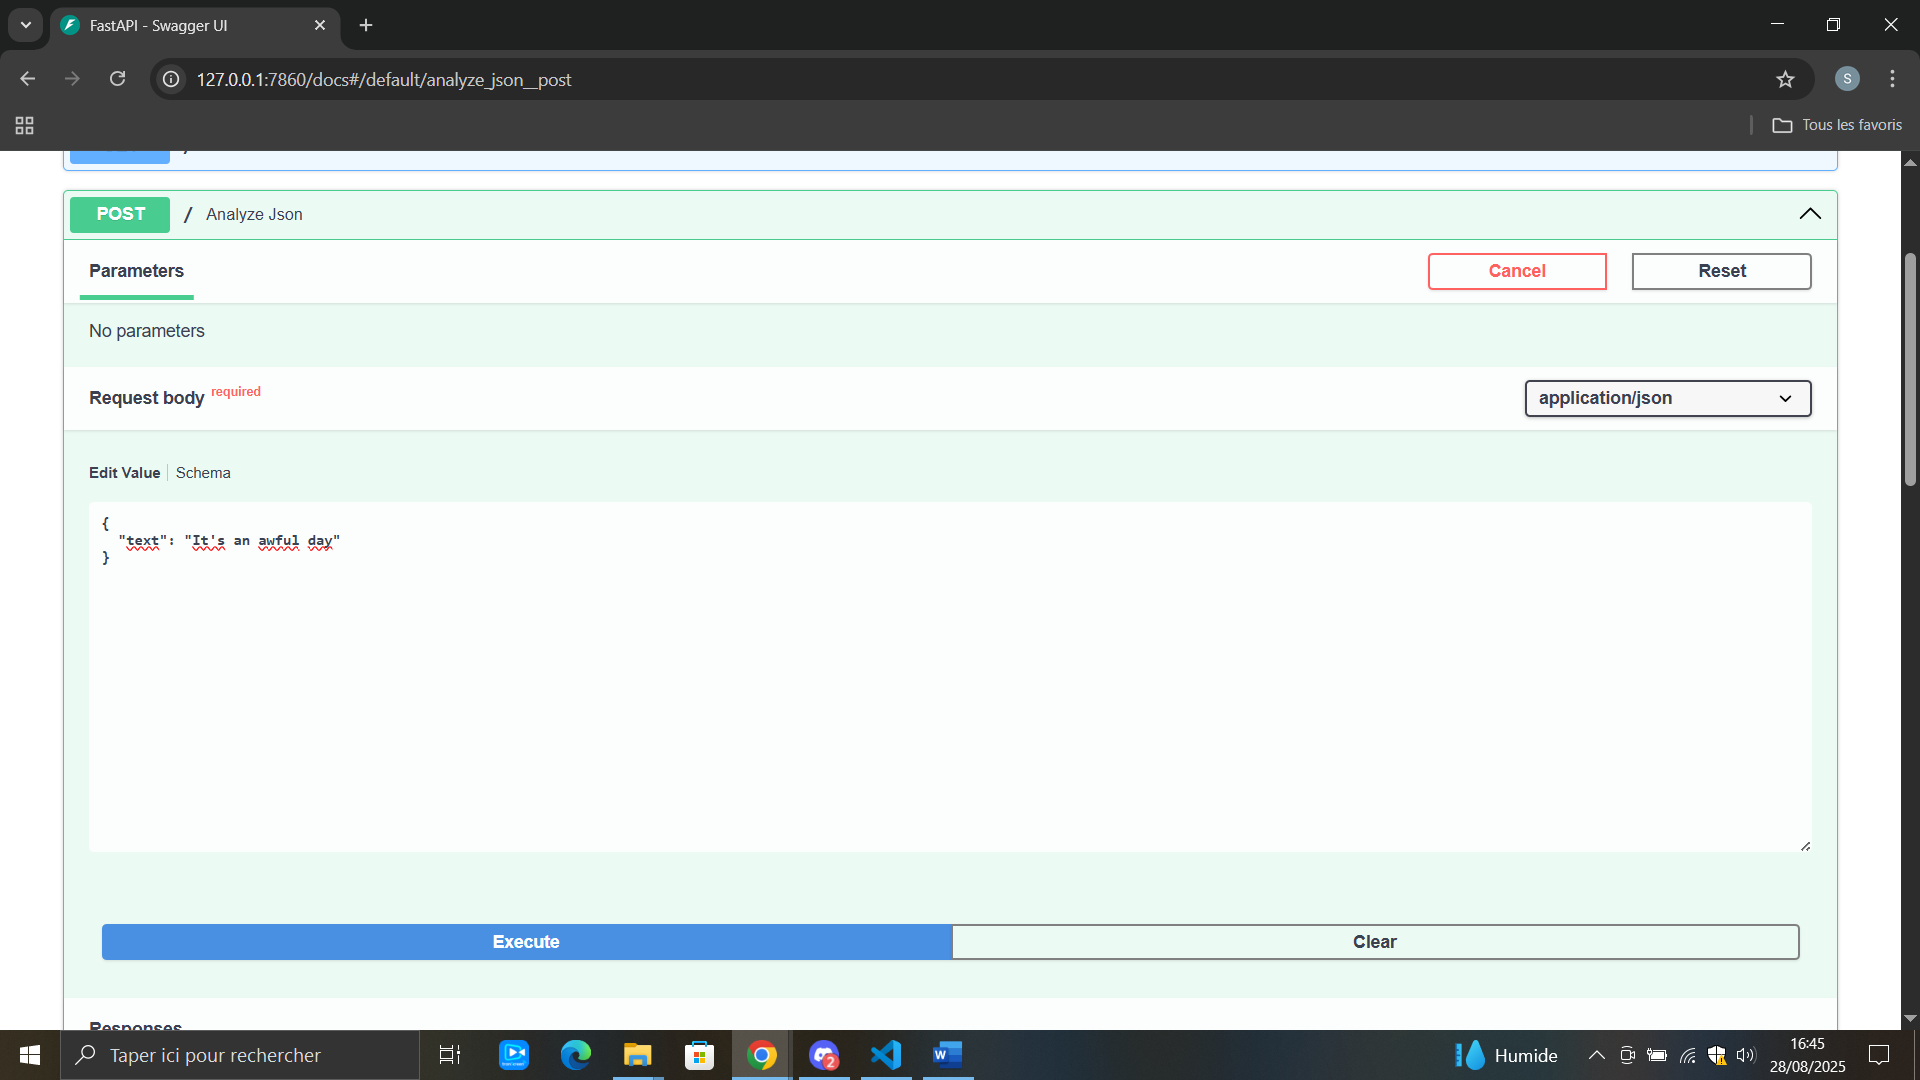 FastAPI - Swagger UI
127.0.0.1:7860/docs#/default/analyze_json__post
S
Tous les favoris
POST / Analyze Json
Parameters
Cancel
Reset
No parameters
Request body required
application/json
Edit Value | Schema
{
"text": "It's an awful day"
}
Execute
Clear
Responses
Taper ici pour rechercher
2
W
Humide
16:45
28/08/2025